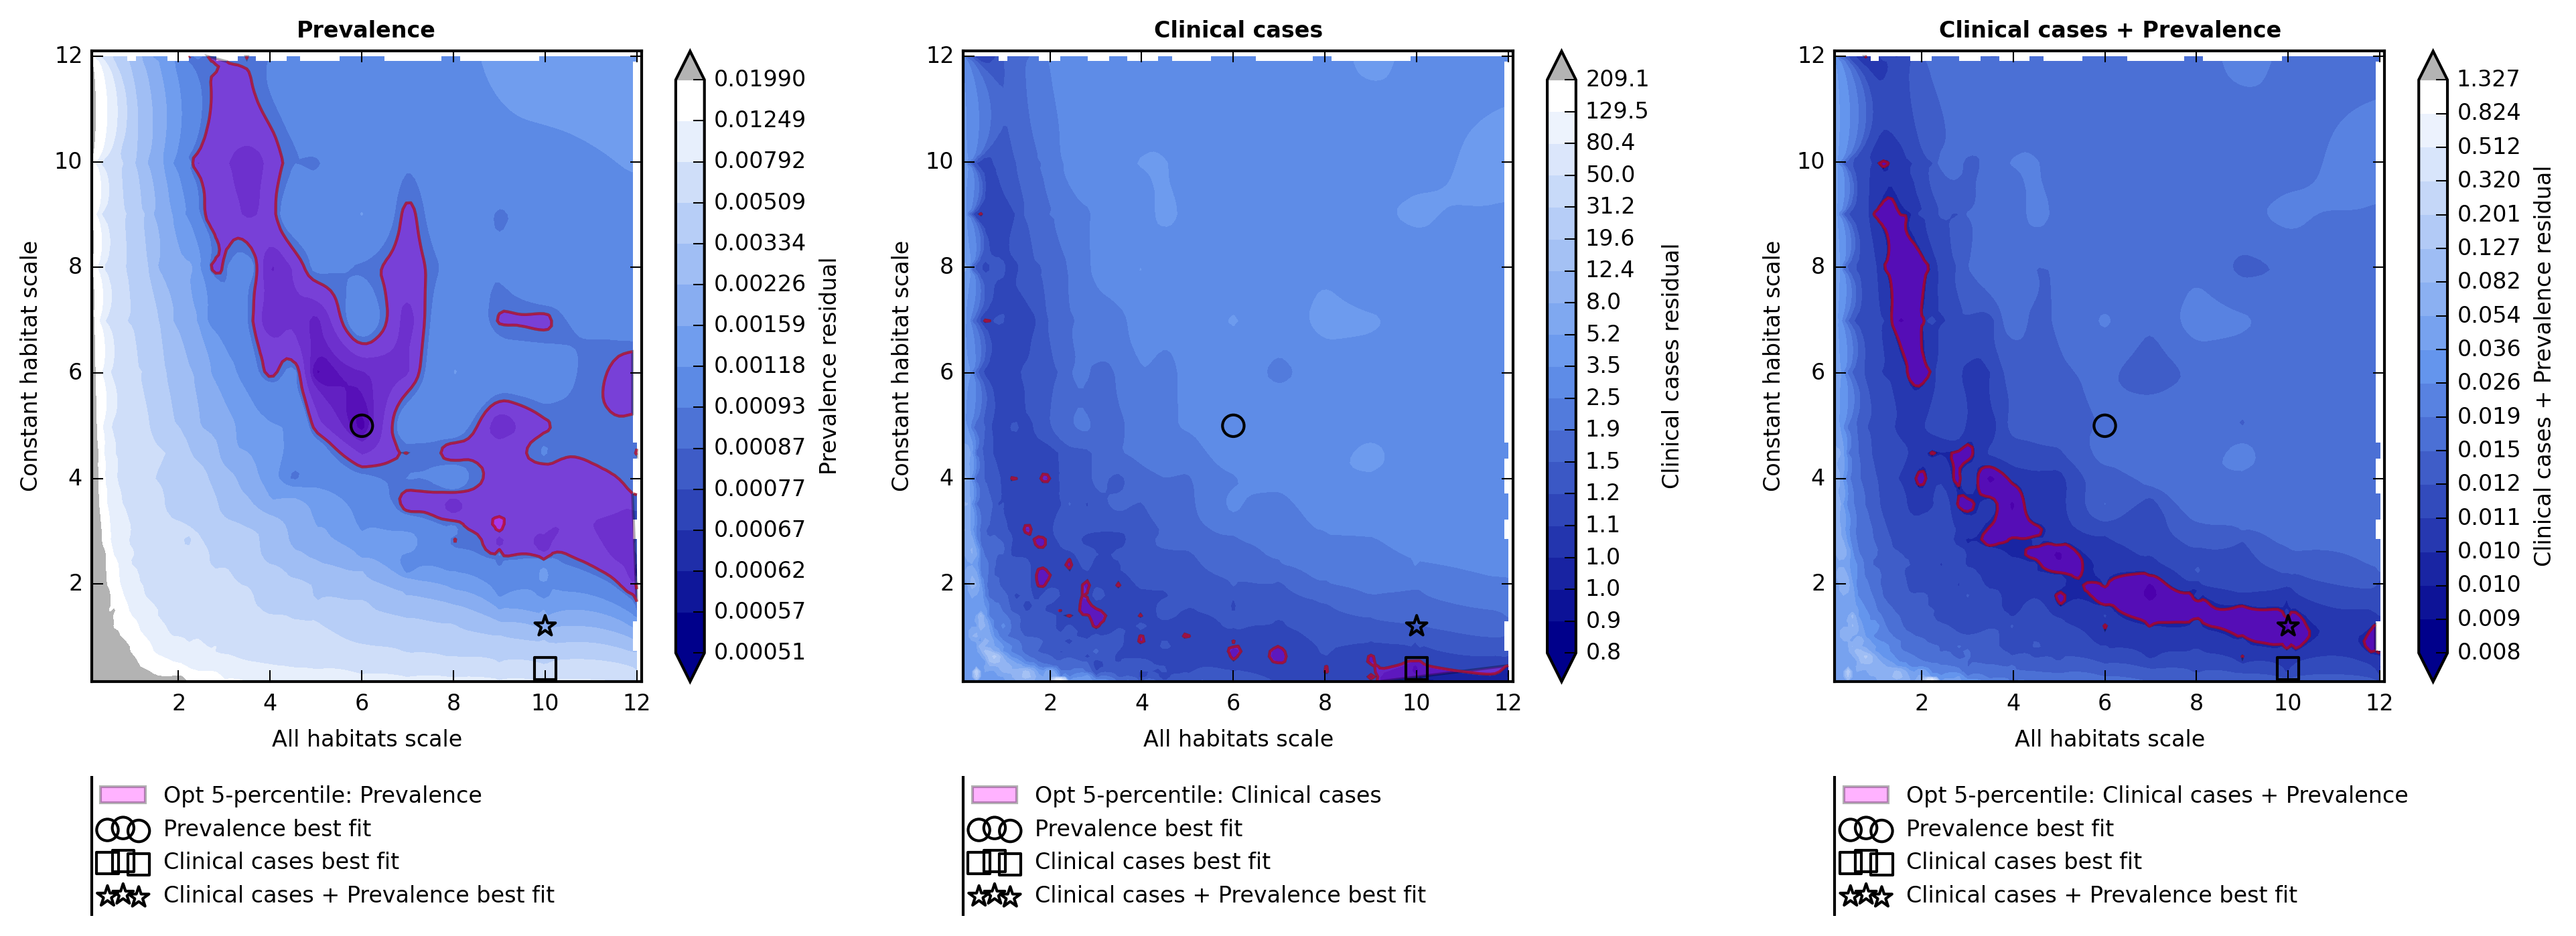 Prevalence
Constant habitat scale
12
10
8
6
4
2
2 4 6 8 10 12
All habitats scale
0.01990
0.01249
0.00792
0.00509
0.00334
0.00226
0.00159
0.00118
0.00093
0.00087
0.00077
0.00067
0.00062
0.00057
0.00051
Prevalence residual
Opt 5-percentile: Prevalence
Prevalence best fit
Clinical cases best fit
Clinical cases + Prevalence best fit
Clinical cases
Constant habitat scale
12
10
8
6
4
2
2 4 6 8 10 12
All habitats scale
209.1
129.5
80.4
50.0
31.2
19.6
12.4
8.0
5.2
3.5
2.5
1.9
1.5
1.2
1.1
1.0
1.0
0.9
0.8
Clinical cases residual
Opt 5-percentile: Clinical cases
Prevalence best fit
Clinical cases best fit
Clinical cases + Prevalence best fit
Clinical cases + Prevalence
Constant habitat scale
12
10
8
6
4
2
2 4 6 8 10 12
All habitats scale
1.327
0.824
0.512
0.320
0.201
0.127
0.082
0.054
0.036
0.026
0.019
0.015
0.012
0.011
0.010
0.010
0.009
0.008
Clinical cases + Prevalence residual
Opt 5-percentile: Clinical cases + Prevalence
Prevalence best fit
Clinical cases best fit
Clinical cases + Prevalence best fit